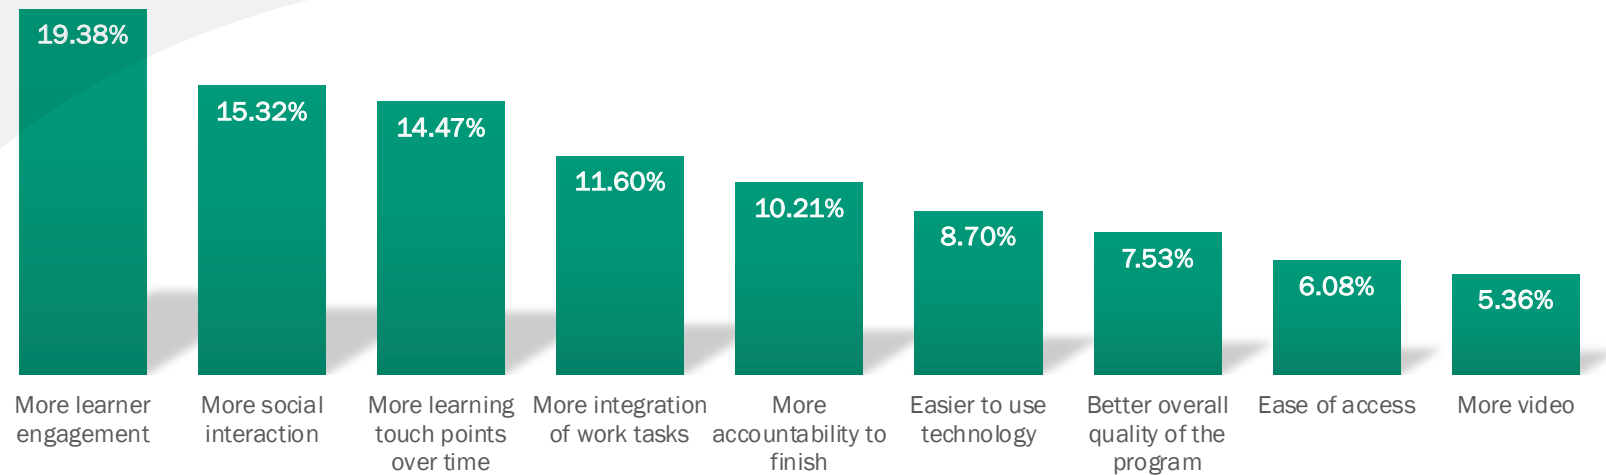 19.38%
15.32%
14.47%
11.60%
10.21%
8.70%
7.53%
6.08%
5.36%
More learner
engagement
More social
interaction
More learning
touch points
over time
More integration
of work tasks
More
accountability to
finish
Easier to use
technology
Better overall
quality of the
program
Ease of access
More video